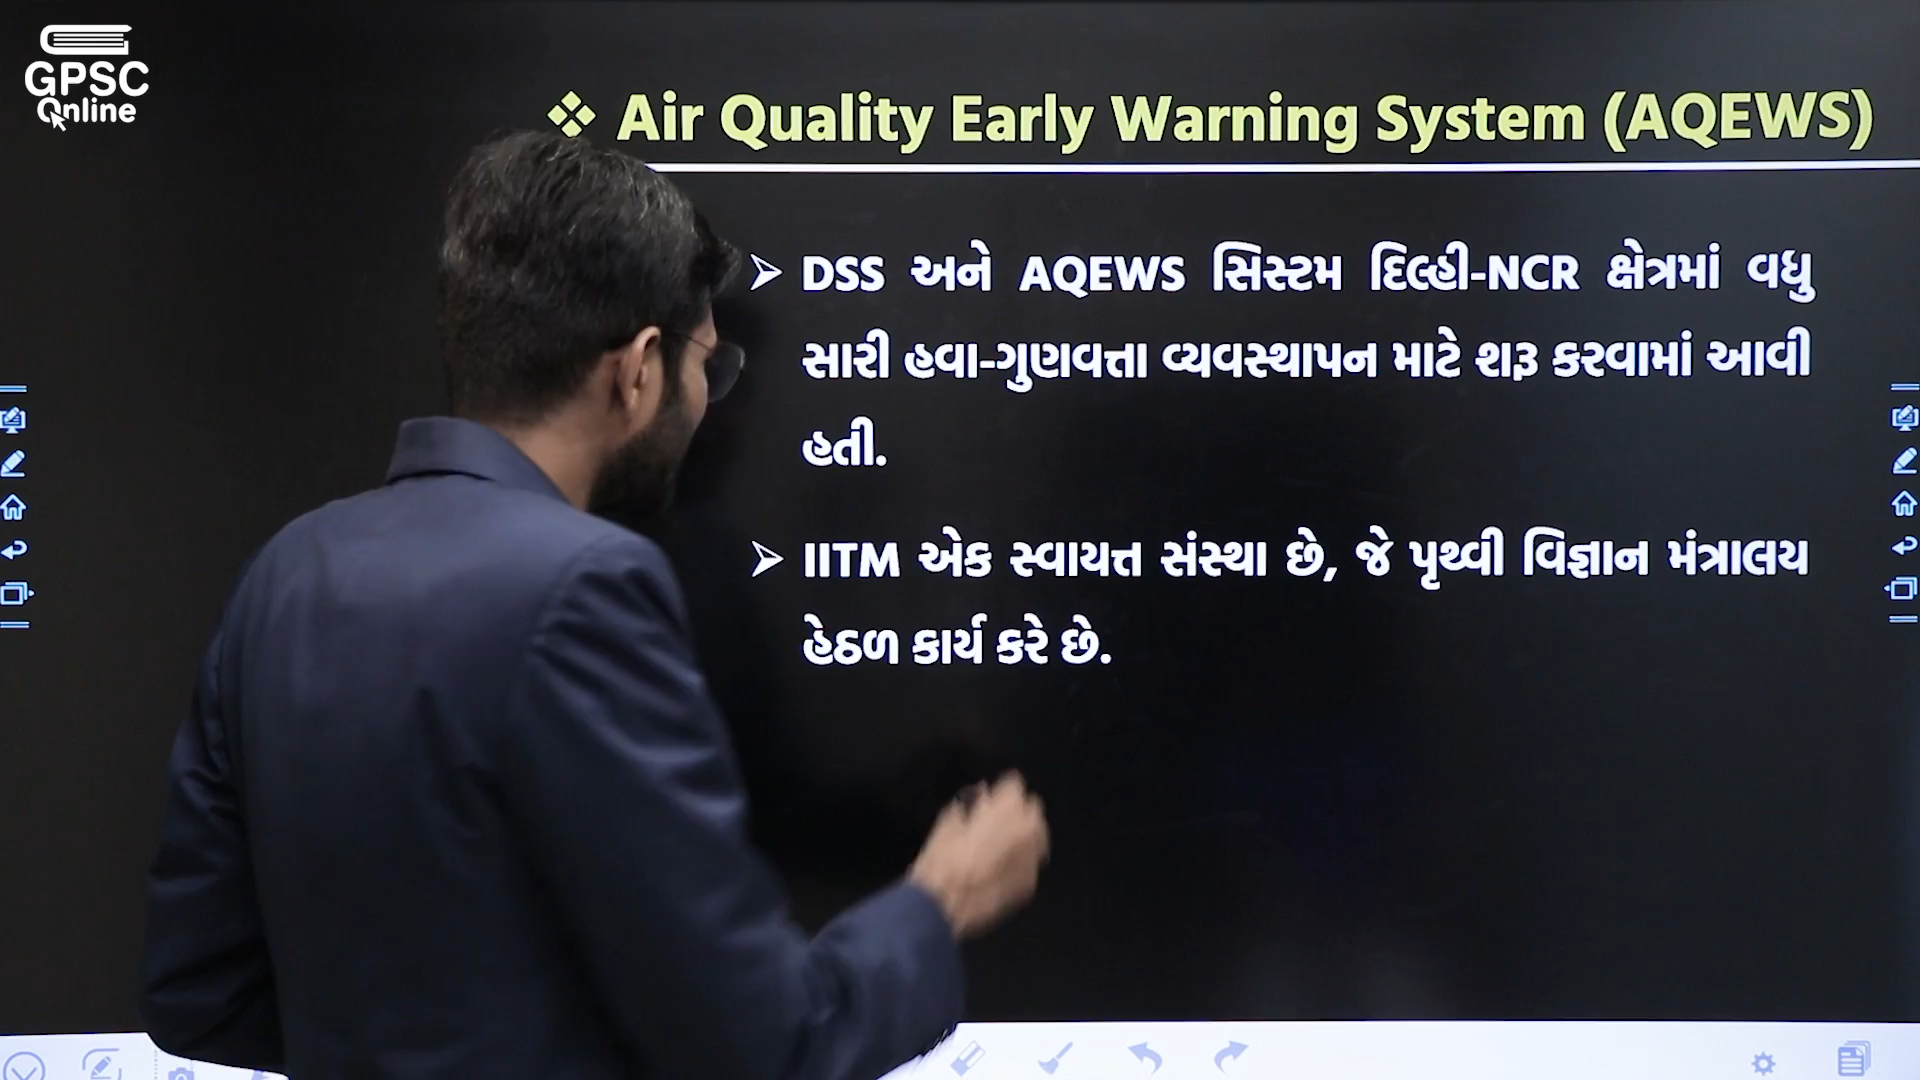 GPSC
Online
❖ Air Quality Early Warning System (AQEWS)
➢ DSS અને AQEWS સિસ્ટમ દિલ્હી-NCR ક્ષેત્રમાં વધુ
સારી હવા-ગુણવત્તા વ્યવસ્થાપન માટે શરૂ કરવામાં આવી
હતી.
➢ IITM એક સ્વાયત્ત સંસ્થા છે, જે પૃથ્વી વિજ્ઞાન મંત્રાલય
હેઠળ કાર્ય કરે છે.